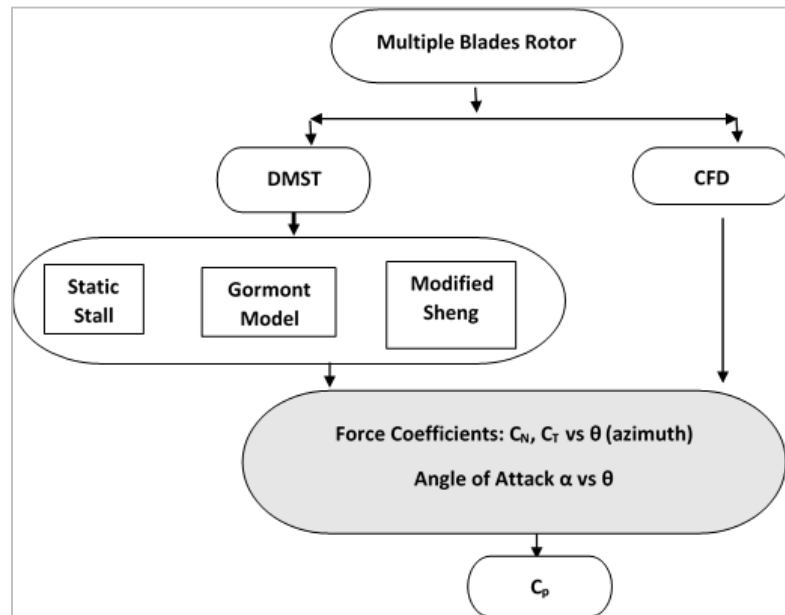 Multiple Blades Rotor
DMST
CFD
Static
Stall
Gormont
Model
Modified
Sheng
Force Coefficients: C_N, C_T vs θ (azimuth)
Angle of Attack α vs θ
C_p